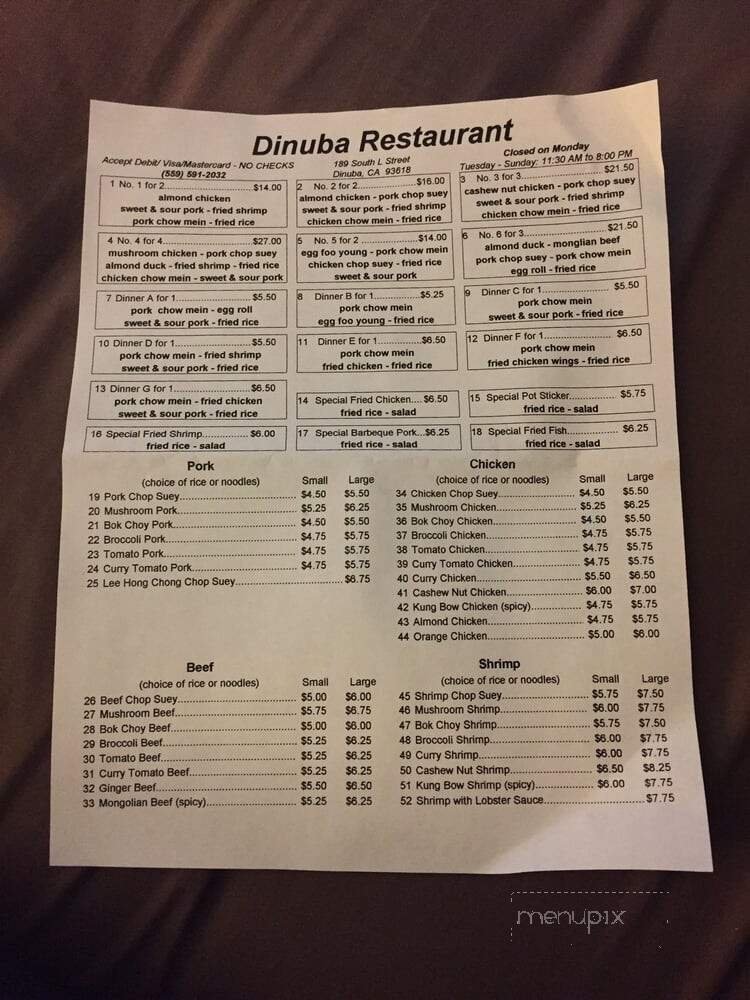 Dinuba Restaurant
Accept Debit/ Visa/Mastercard - NO CHECKS
(559) 591-2032
189 South L Street
Dinuba, CA 93618
Closed on Monday
Tuesday - Sunday: 11:30 AM to 8:00 PM
1 No. 1 for 2 $14.00
almond chicken
sweet & sour pork - fried shrimp
pork chow mein - fried rice
2 No. 2 for 2 $16.00
almond chicken - pork chop suey
sweet & sour pork - fried shrimp
chicken chow mein - fried rice
3 No. 3 for 3 $21.50
cashew nut chicken - pork chop suey
sweet & sour pork - fried shrimp
chicken chow mein - fried rice
4 No. 4 for 4 $27.00
mushroom chicken - pork chop suey
almond duck - fried shrimp - fried rice
chicken chow mein - sweet & sour pork
5 No. 5 for 2 $14.00
egg foo young - pork chow mein
chicken chop suey - fried rice
sweet & sour pork
6 No. 6 for 3 $21.50
almond duck - monglian beef
pork chop suey - pork chow mein
egg roll - fried rice
7 Dinner A for 1 $5.50
pork chow mein - egg roll
sweet & sour pork - fried rice
8 Dinner B for 1 $5.25
pork chow mein
egg foo young - fried rice
9 Dinner C for 1 $5.50
pork chow mein
sweet & sour pork - fried rice
10 Dinner D for 1 $5.50
pork chow mein - fried shrimp
sweet & sour pork - fried rice
11 Dinner E for 1 $6.50
pork chow mein
fried chicken - fried rice
12 Dinner F for 1 $6.50
pork chow mein
fried chicken wings - fried rice
13 Dinner G for 1 $6.50
pork chow mein - fried chicken
sweet & sour pork - fried rice
14 Special Fried Chicken.... $6.50
fried rice - salad
15 Special Pot Sticker $5.75
fried rice - salad
16 Special Fried Shrimp $6.00
fried rice - salad
17 Special Barbeque Pork...$6.25
fried rice - salad
18 Special Fried Fish $6.25
fried rice - salad
Pork
(choice of rice or noodles) Small Large
19 Pork Chop Suey $4.50 $5.50
20 Mushroom Pork $5.25 $6.25
21 Bok Choy Pork $4.50 $5.50
22 Broccoli Pork $4.75 $5.75
23 Tomato Pork $4.75 $5.75
24 Curry Tomato Pork $4.75 $5.75
25 Lee Hong Chong Chop Suey $6.75
Chicken
(choice of rice or noodles) Small Large
34 Chicken Chop Suey $4.50 $5.50
35 Mushroom Chicken $5.25 $6.25
36 Bok Choy Chicken $4.50 $5.50
37 Broccoli Chicken $4.75 $5.75
38 Tomato Chicken $4.75 $5.75
39 Curry Tomato Chicken $4.75 $5.75
40 Curry Chicken $5.50 $6.50
41 Cashew Nut Chicken $6.00 $7.00
42 Kung Bow Chicken (spicy) $4.75 $5.75
43 Almond Chicken $4.75 $5.75
44 Orange Chicken $5.00 $6.00
Beef
(choice of rice or noodles) Small Large
26 Beef Chop Suey $5.00 $6.00
27 Mushroom Beef $5.75 $6.75
28 Bok Choy Beef $5.00 $6.00
29 Broccoli Beef $5.25 $6.25
30 Tomato Beef $5.25 $6.25
31 Curry Tomato Beef $5.25 $6.25
32 Ginger Beef $5.50 $6.50
33 Mongolian Beef (spicy) $5.25 $6.25
Shrimp
(choice of rice or noodles) Small Large
45 Shrimp Chop Suey $5.75 $7.50
46 Mushroom Shrimp $6.00 $7.75
47 Bok Choy Shrimp $5.75 $7.50
48 Broccoli Shrimp $6.00 $7.75
49 Curry Shrimp $6.00 $7.75
50 Cashew Nut Shrimp $6.50 $8.25
51 Kung Bow Shrimp (spicy) $6.00 $7.75
52 Shrimp with Lobster Sauce $7.75
menupix